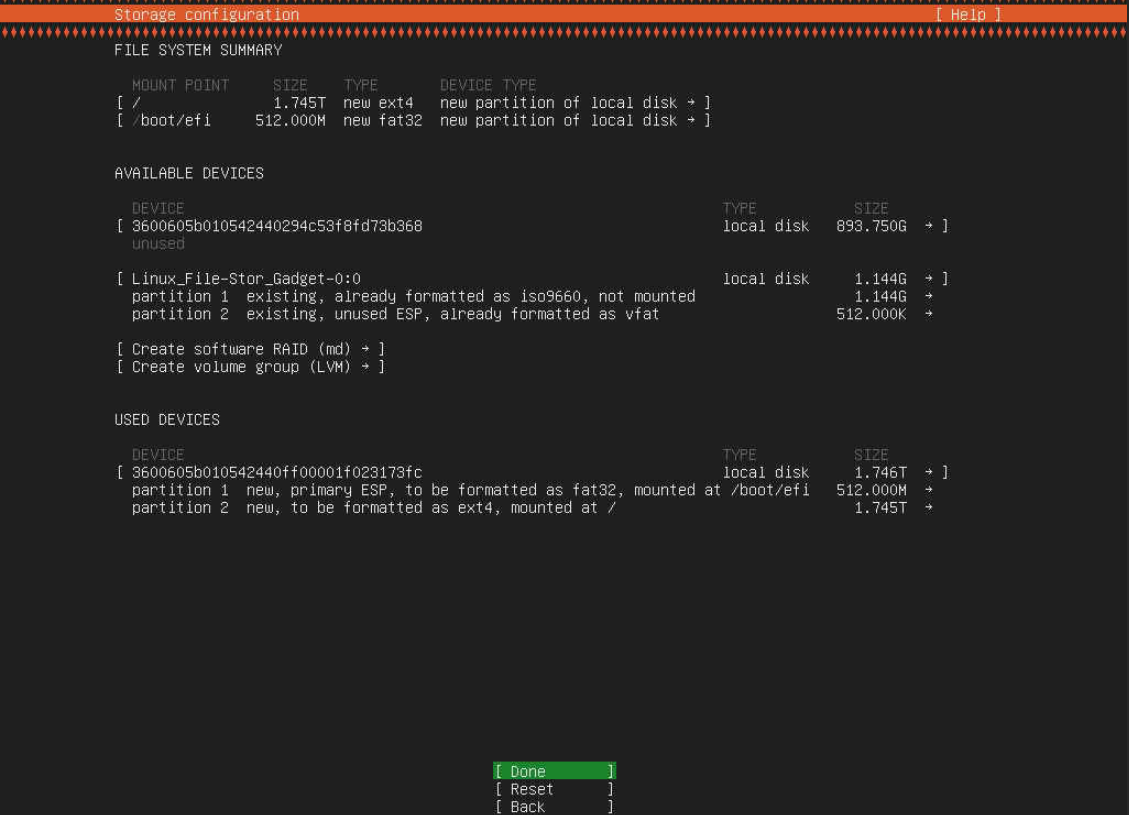 Storage configuration [ Help ]
FILE SYSTEM SUMMARY
MOUNT POINT SIZE TYPE DEVICE TYPE
[ / 1.745T new ext4 new partition of local disk → ]
[ /boot/efi 512.000M new fat32 new partition of local disk → ]
AVAILABLE DEVICES
DEVICE TYPE SIZE
[ 3600605b010542440294c53f8fd73b368 local disk 893.750G → ]
unused
[ Linux_File-Stor_Gadget-0:0 local disk 1.144G → ]
partition 1 existing, already formatted as iso9660, not mounted 1.144G →
partition 2 existing, unused ESP, already formatted as vfat 512.000K →
[ Create software RAID (md) → ]
[ Create volume group (LVM) → ]
USED DEVICES
DEVICE TYPE SIZE
[ 3600605b010542440ff00001f023173fc local disk 1.746T → ]
partition 1 new, primary ESP, to be formatted as fat32, mounted at /boot/efi 512.000M →
partition 2 new, to be formatted as ext4, mounted at / 1.745T →
[ Done ]
[ Reset ]
[ Back ]